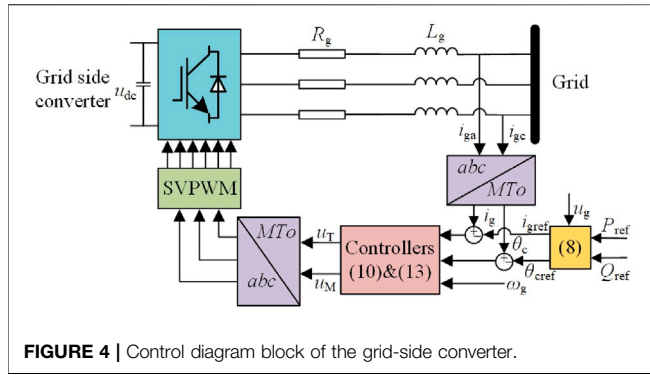 R_g
L_g
Grid side
converter
u_dc
Grid
i_ga
i_gc
abc
MTo
SVPWM
u_g
MTo
abc
u_T
u_M
Controllers
(10)&(13)
i_g
i_gref
θ_c
θ_cref
ω_g
(8)
P_ref
Q_ref
FIGURE 4 | Control diagram block of the grid-side converter.